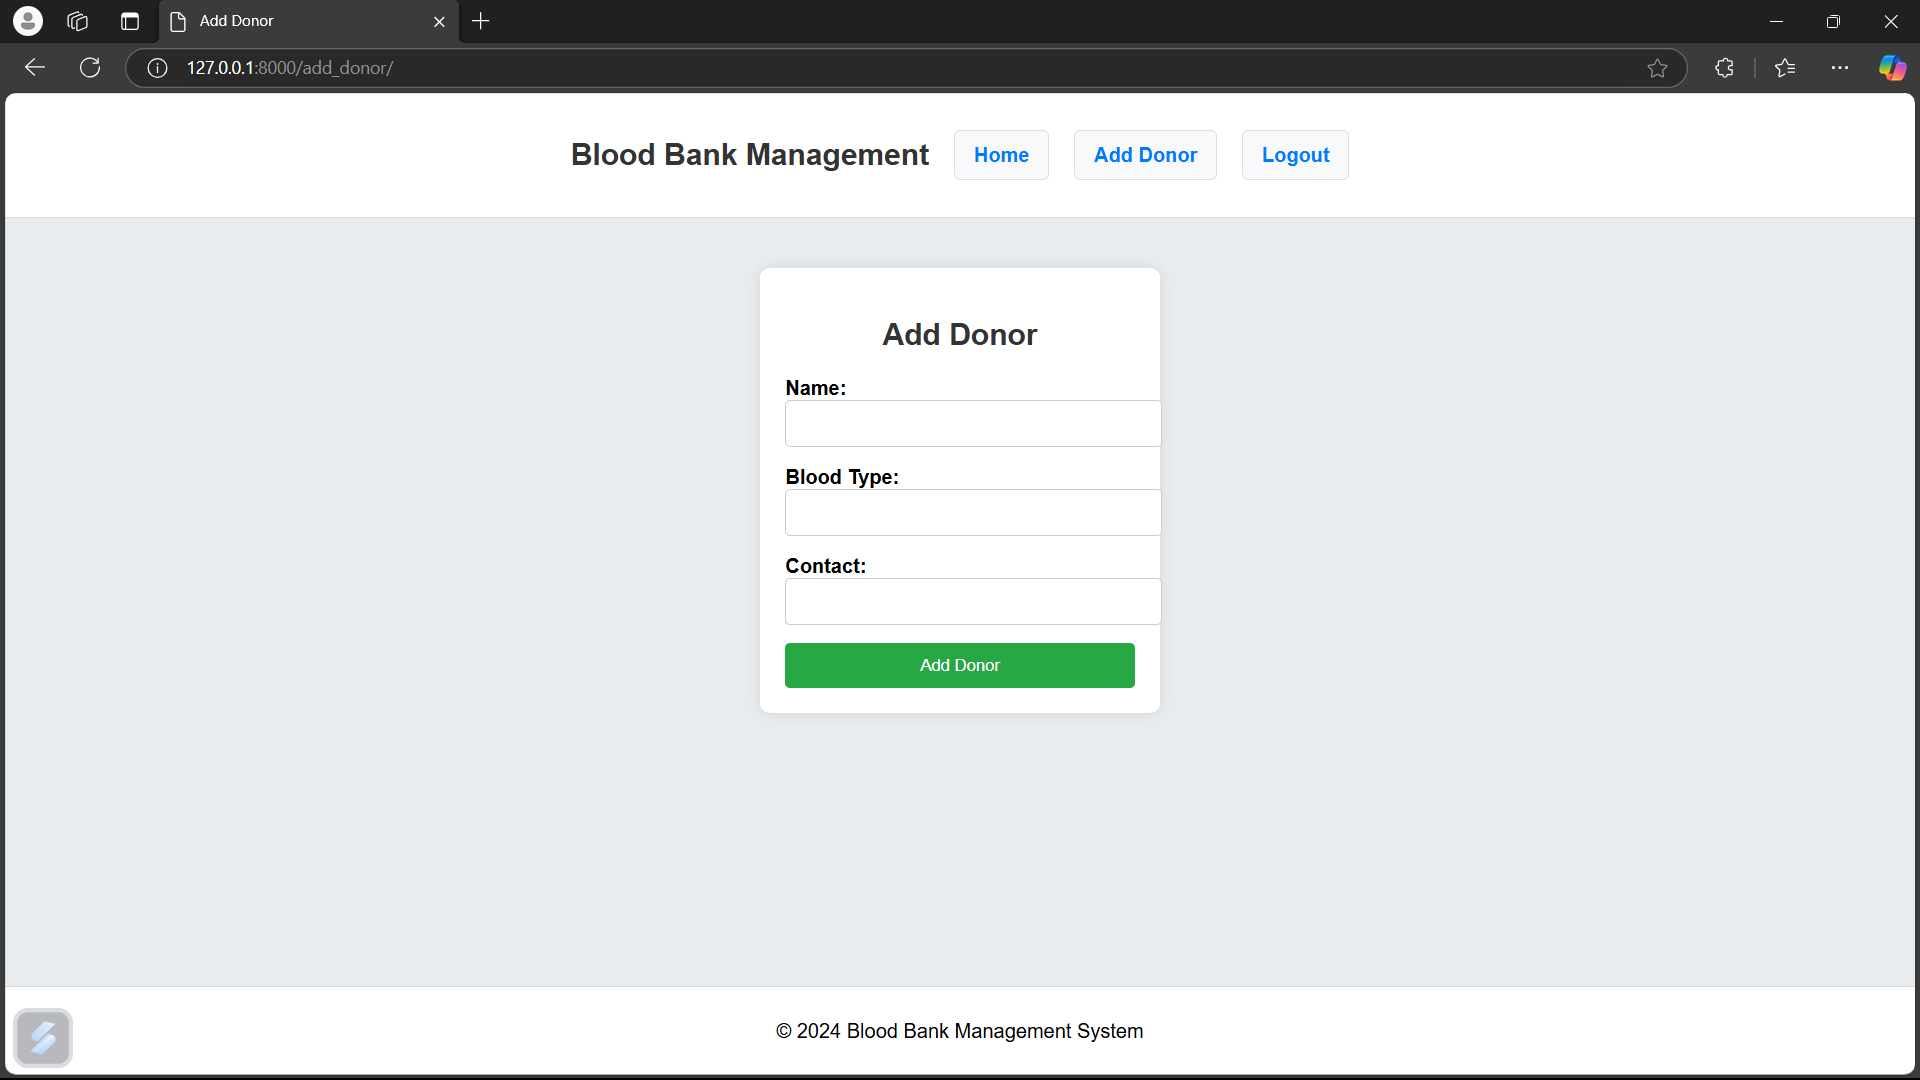 Add Donor
127.0.0.1:8000/add_donor/
Blood Bank Management Home Add Donor Logout
Add Donor
Name:
Blood Type:
Contact:
Add Donor
© 2024 Blood Bank Management System